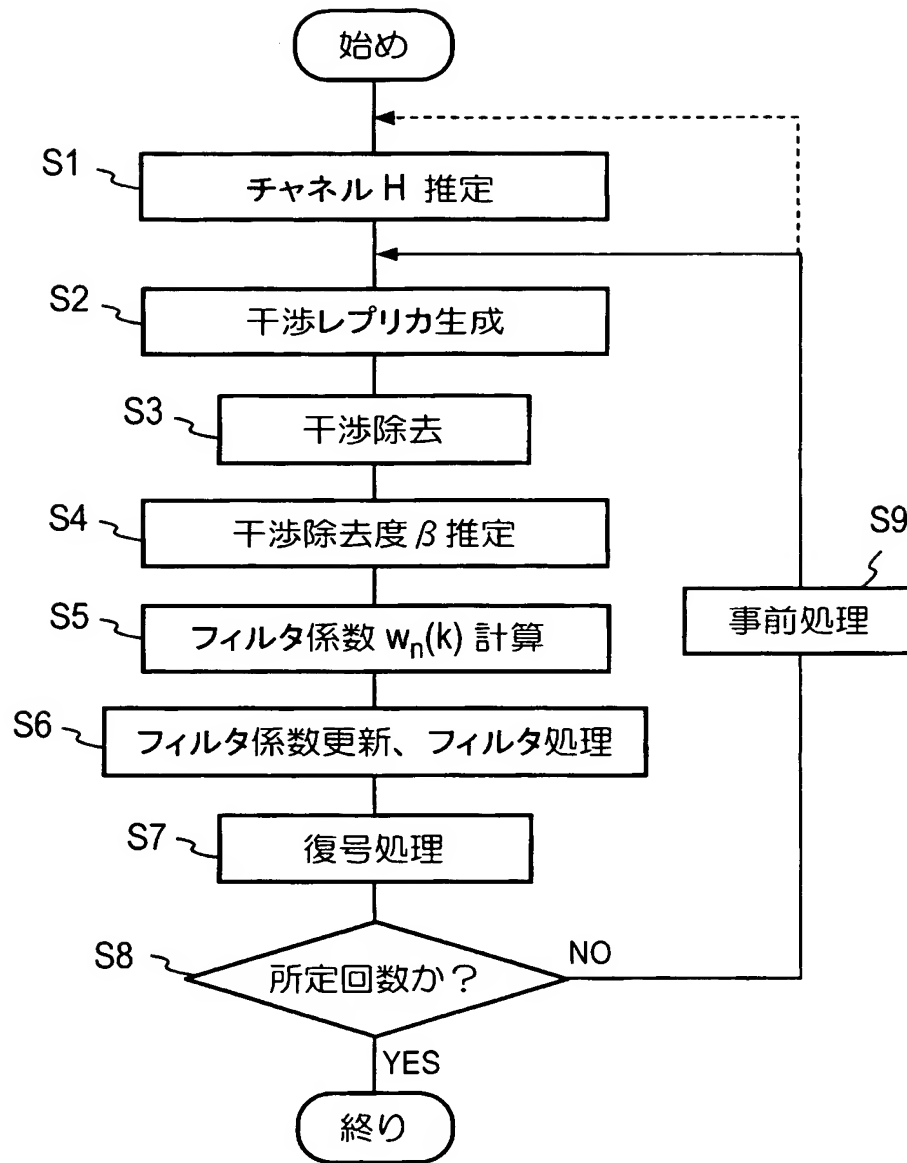 始め
S1
チャネル H 推定
S2
干渉レプリカ生成
S3
干渉除去
S4
干渉除去度 β 推定
S9
事前処理
S5
フィルタ係数 wn(k) 計算
S6
フィルタ係数更新、フィルタ処理
S7
復号処理
S8
所定回数か？
NO
YES
終り